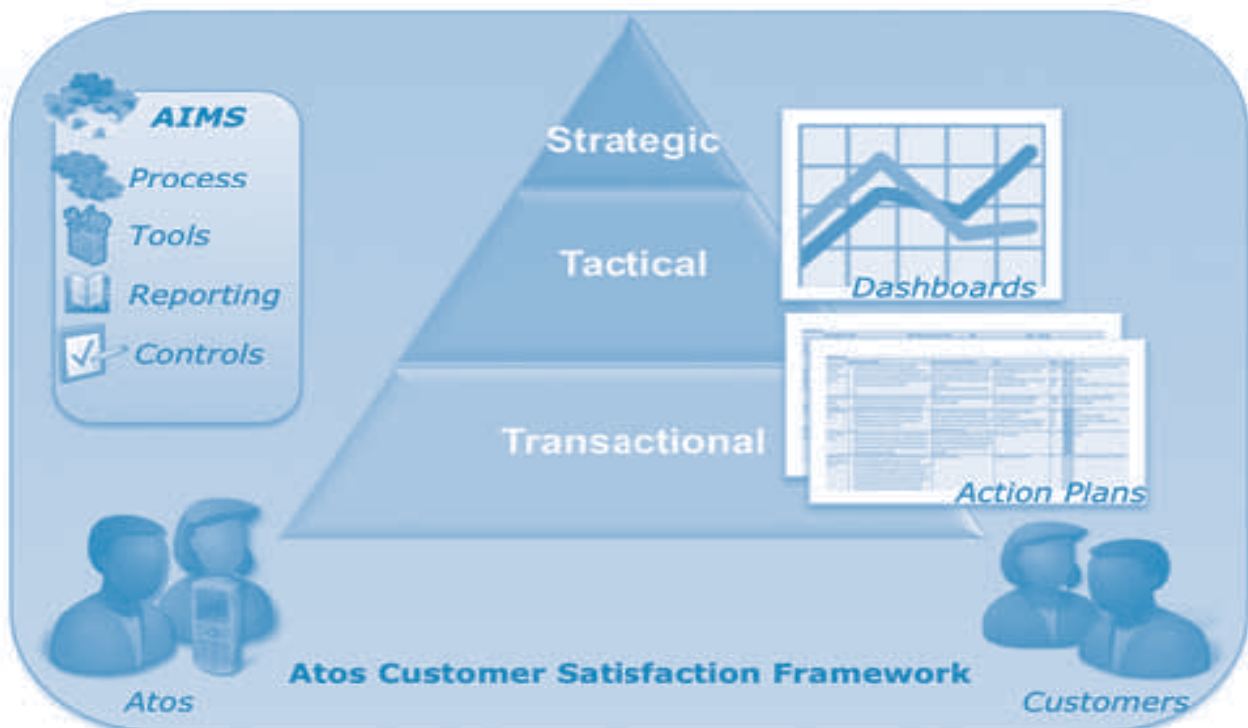 AIMS
Process
Tools
Reporting
Controls
Strategic
Tactical
Transactional
Dashboards
Action Plans
Atos Customer Satisfaction Framework
Atos
Customers